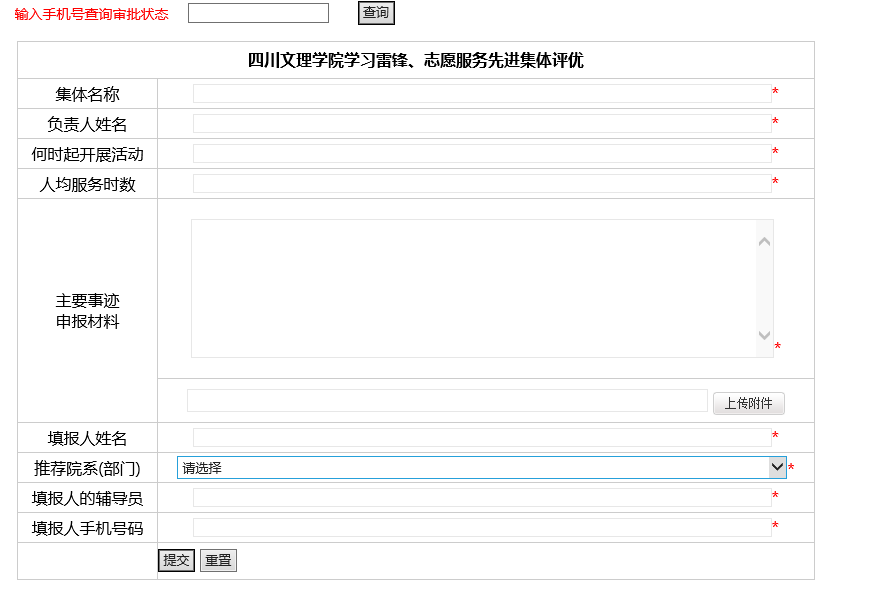 输入手机号查询审批状态 查询
四川文理学院学习雷锋、志愿服务先进集体评优
集体名称 *
负责人姓名 *
何时起开展活动 *
人均服务时数 *
主要事迹
申报材料
*
上传附件
填报人姓名 *
推荐院系(部门) 请选择 *
填报人的辅导员 *
填报人手机号码 *
提交 重置